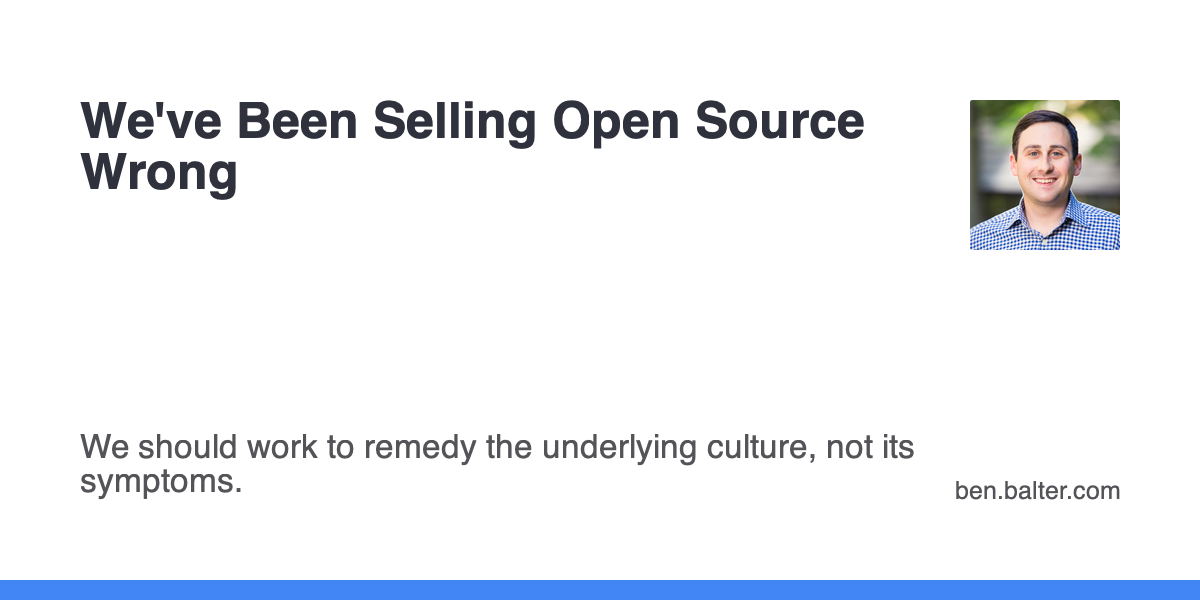 We've Been Selling Open Source
Wrong
We should work to remedy the underlying culture, not its
symptoms.
ben.balter.com